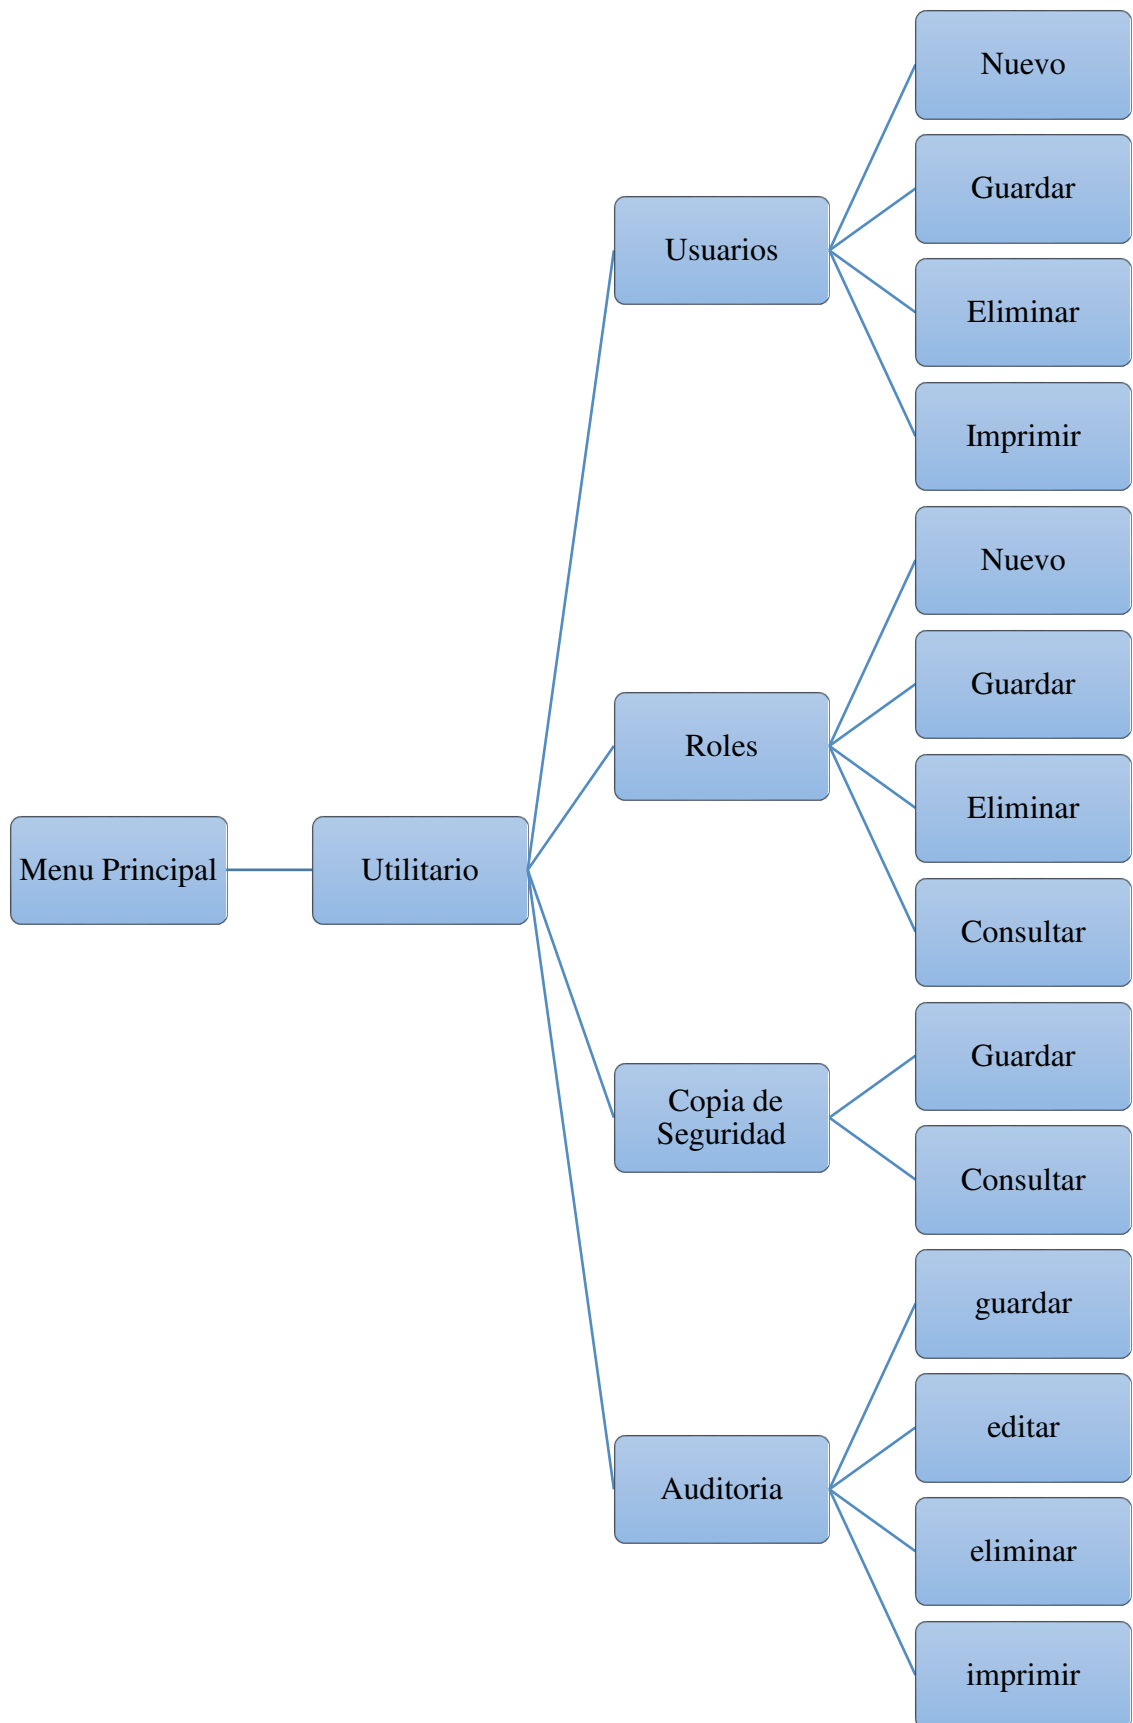 Menu Principal
Utilitario
Usuarios
Nuevo
Guardar
Eliminar
Imprimir
Roles
Nuevo
Guardar
Eliminar
Consultar
Copia de
Seguridad
Guardar
Consultar
Auditoria
guardar
editar
eliminar
imprimir